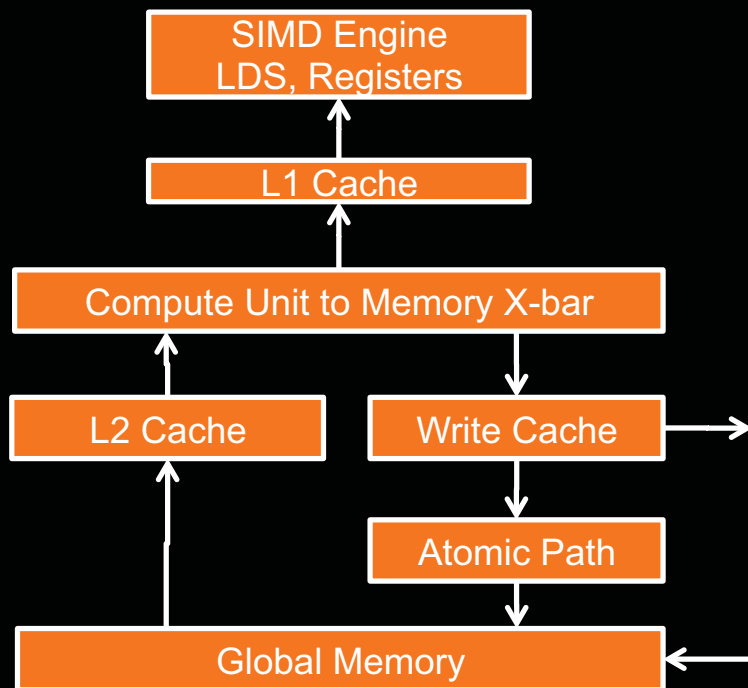 SIMD Engine
LDS, Registers
L1 Cache
Compute Unit to Memory X-bar
L2 Cache
Write Cache
Atomic Path
Global Memory